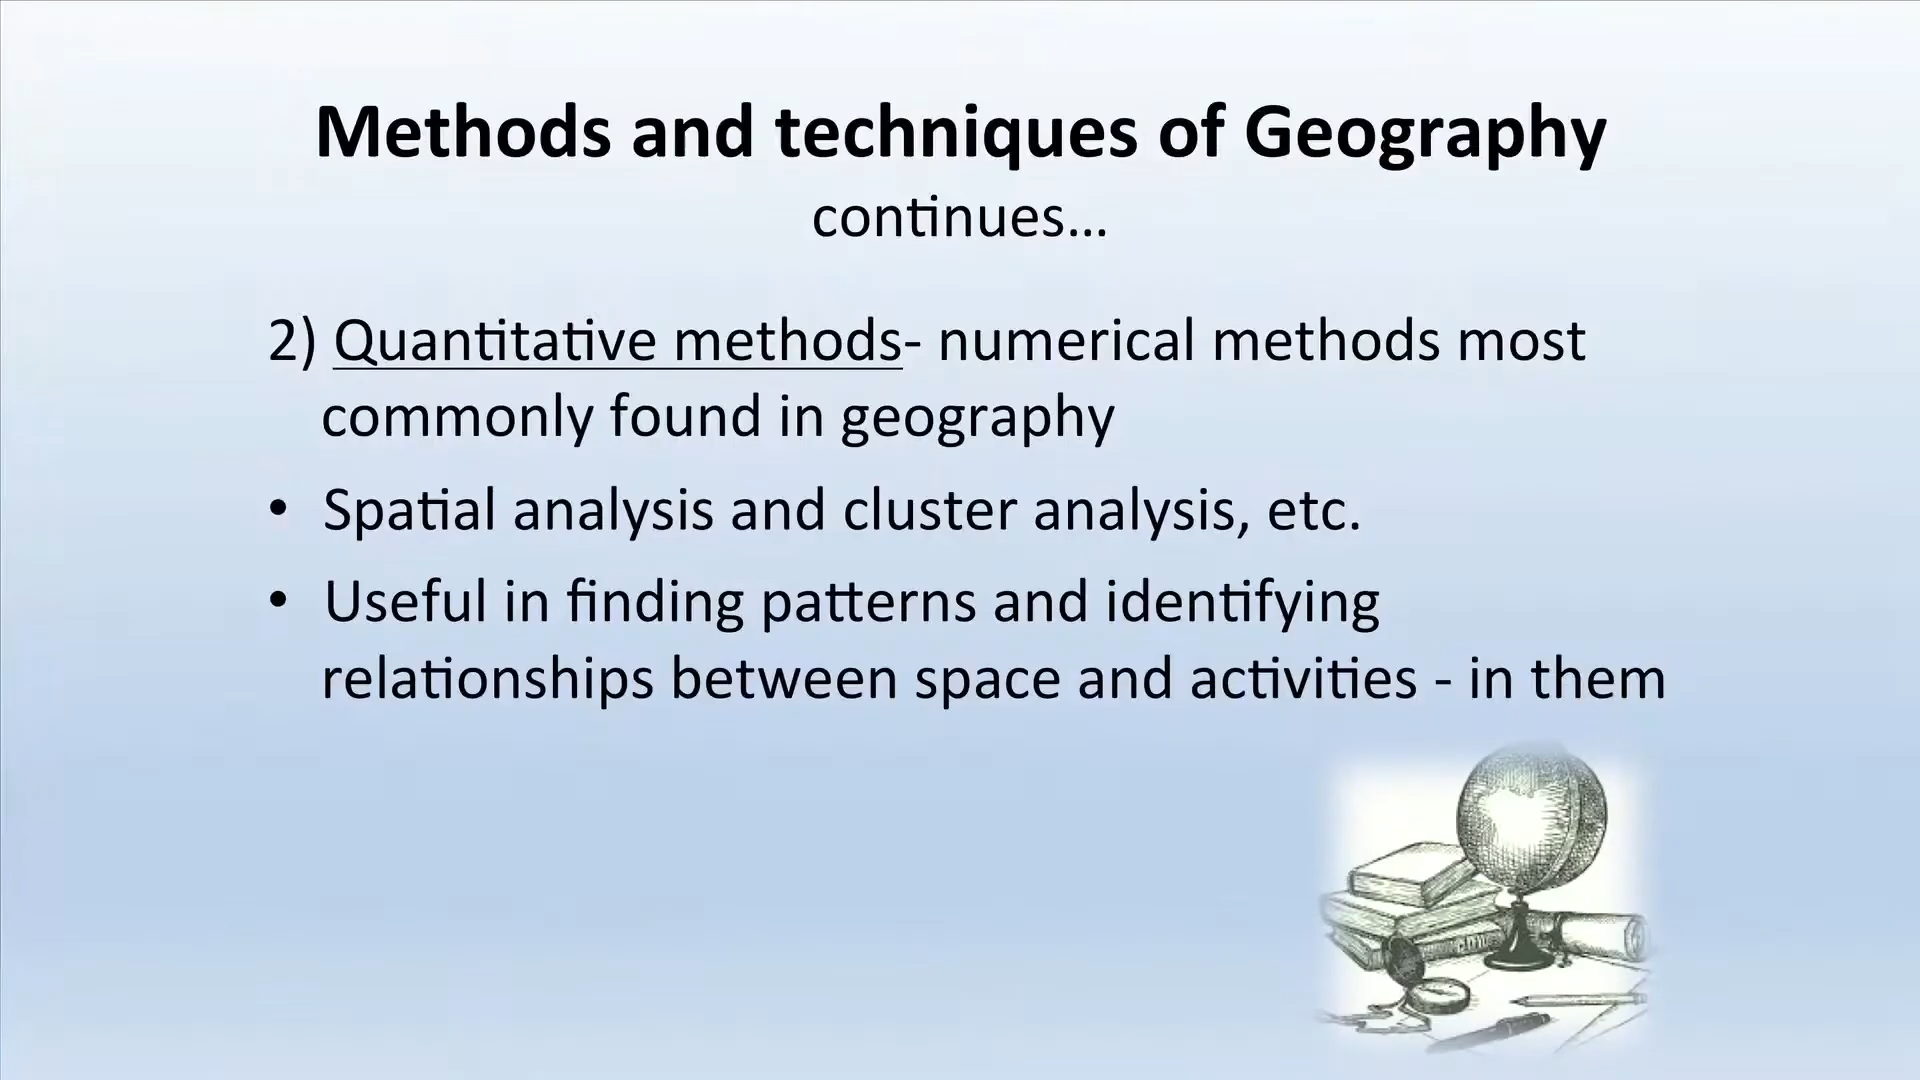 Methods and techniques of Geography
continues...
2) Quantitative methods- numerical methods most
commonly found in geography
• Spatial analysis and cluster analysis, etc.
• Useful in finding patterns and identifying
relationships between space and activities - in them